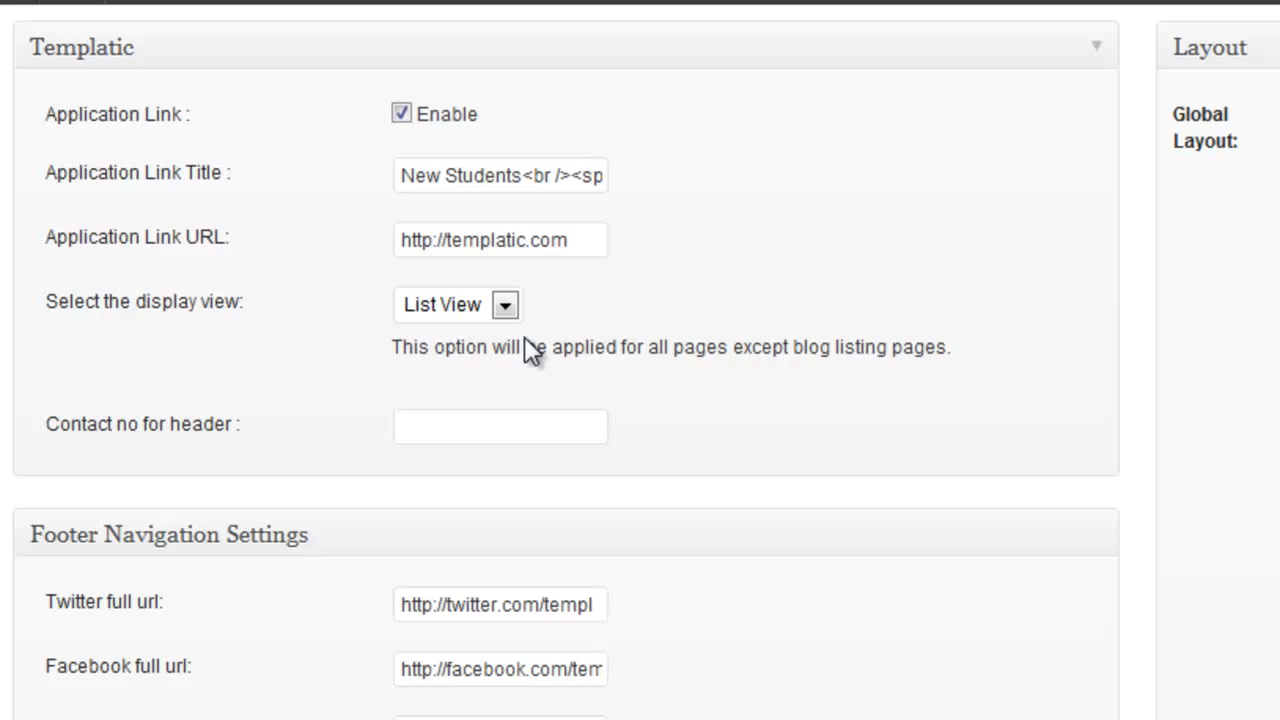 Templatic
Layout
Application Link :
Enable
Global
Layout:
Application Link Title :
New Students<br /><sp
Application Link URL:
http://templatic.com
Select the display view:
List View
This option will be applied for all pages except blog listing pages.
Contact no for header :
Footer Navigation Settings
Twitter full url:
http://twitter.com/templ
Facebook full url:
http://facebook.com/tem